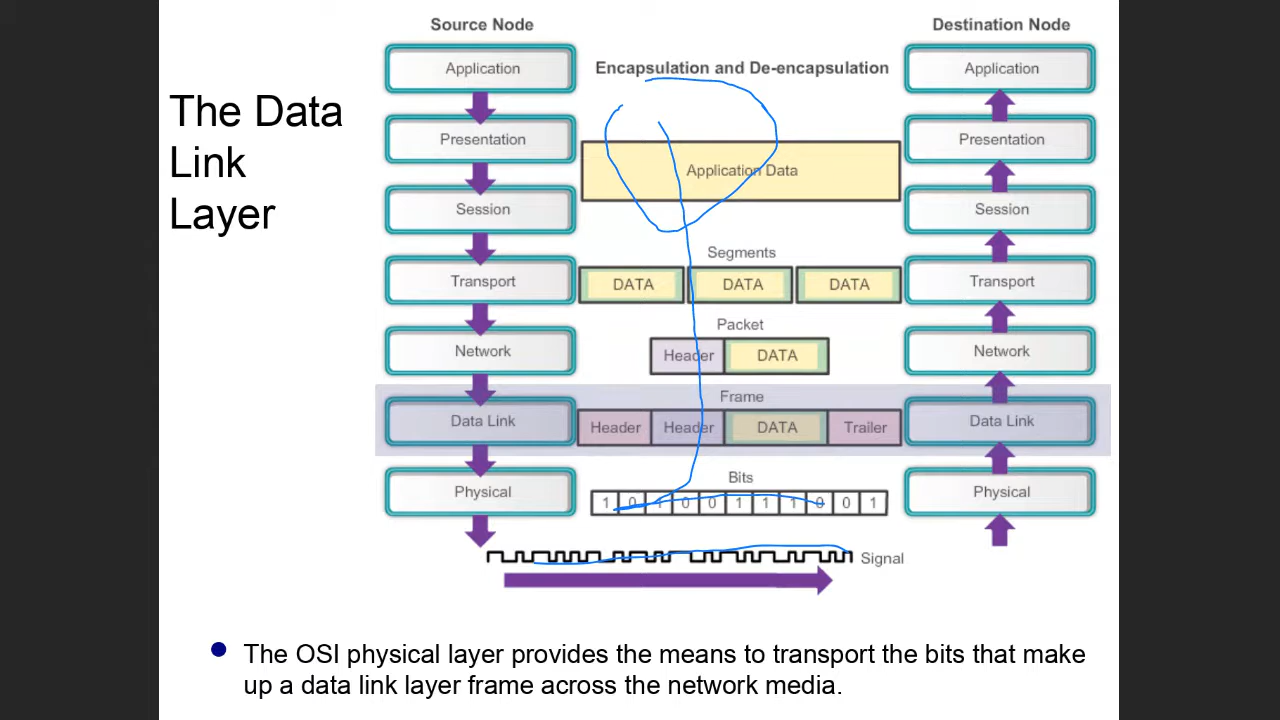 Source Node
Destination Node
Application
Encapsulation and De-encapsulation
Application
The Data
Link
Layer
Presentation
Application Data
Presentation
Session
Session
Segments
Transport
DATA DATA DATA
Transport
Packet
Network
Header DATA
Network
Frame
Data Link
Header Header DATA Trailer
Data Link
Bits
Physical
1 0 1 0 0 1 1 1 0 0 1
Physical
Signal
The OSI physical layer provides the means to transport the bits that make
up a data link layer frame across the network media.